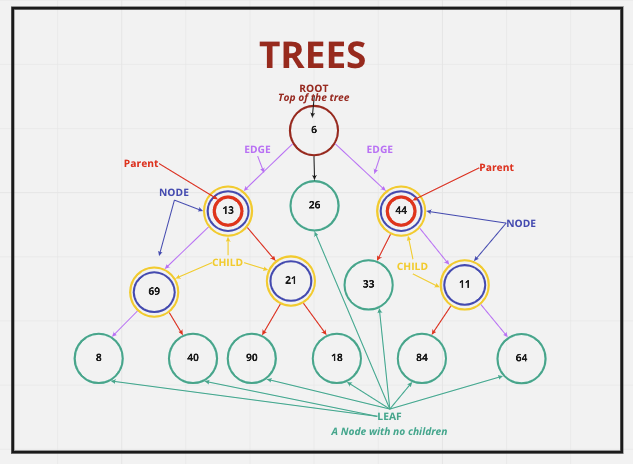 TREES
ROOT
Top of the tree
6
EDGE
EDGE
Parent
Parent
NODE
13
26
44
NODE
CHILD
CHILD
69
21
33
11
8
40
90
18
84
64
LEAF
A Node with no children